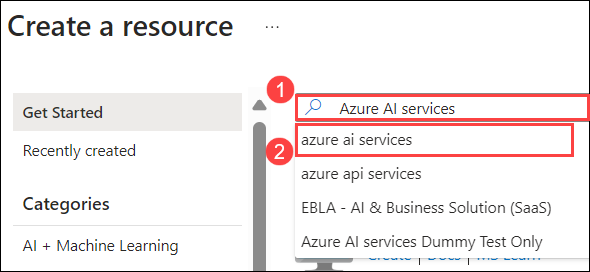 Create a resource ...
1
Azure AI services
Get Started
2
azure ai services
Recently created
azure api services
Categories
EBLA - AI & Business Solution (SaaS)
AI + Machine Learning
Azure AI services Dummy Test Only
Create | Docs | MS Learn